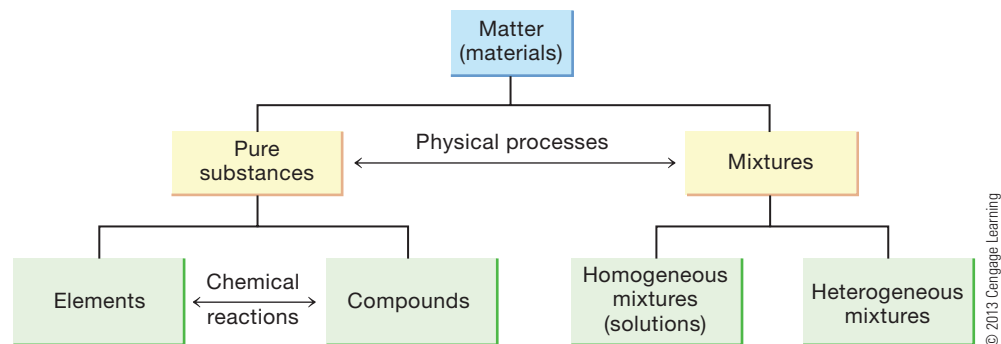 Matter
(materials)
Pure
substances
Physical processes
Mixtures
Elements
Chemical
reactions
Compounds
Homogeneous
mixtures
(solutions)
Heterogeneous
mixtures
© 2013 Cengage Learning